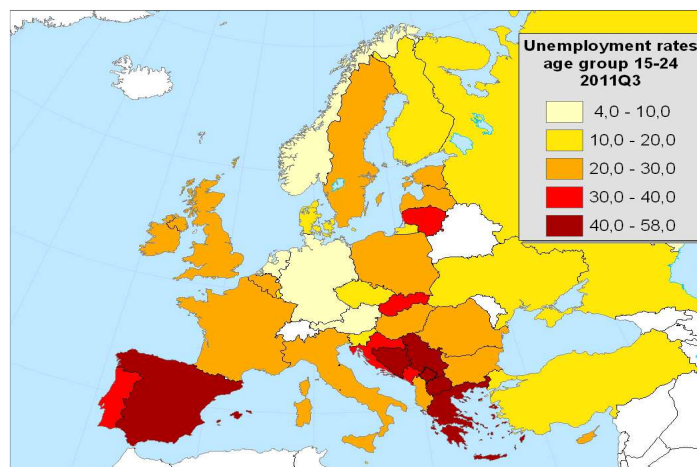 Unemployment rates
age group 15-24
2011Q3
4,0 - 10,0
10,0 - 20,0
20,0 - 30,0
30,0 - 40,0
40,0 - 58,0